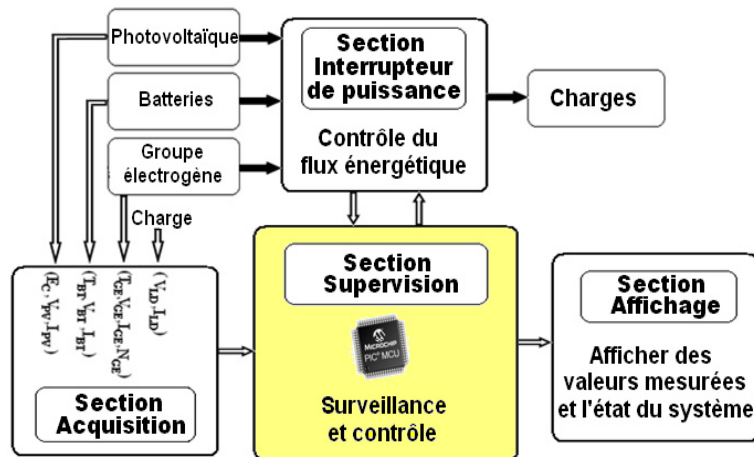 Photovoltaïque
Batteries
Groupe
électrogène
Charge
Section
Interrupteur
de puissance
Contrôle du
flux énergétique
Charges
(E_C,V_PV,I_PV)
(T_BT,V_BT,I_BT)
(T_GE,V_GE,I_GE,N_GE)
(V_LD,I_LD)
Section
Acquisition
Section
Supervision
MICROCHIP
PIC® MCU
Surveillance
et contrôle
Section
Affichage
Afficher des
valeurs mesurées
et l'état du système